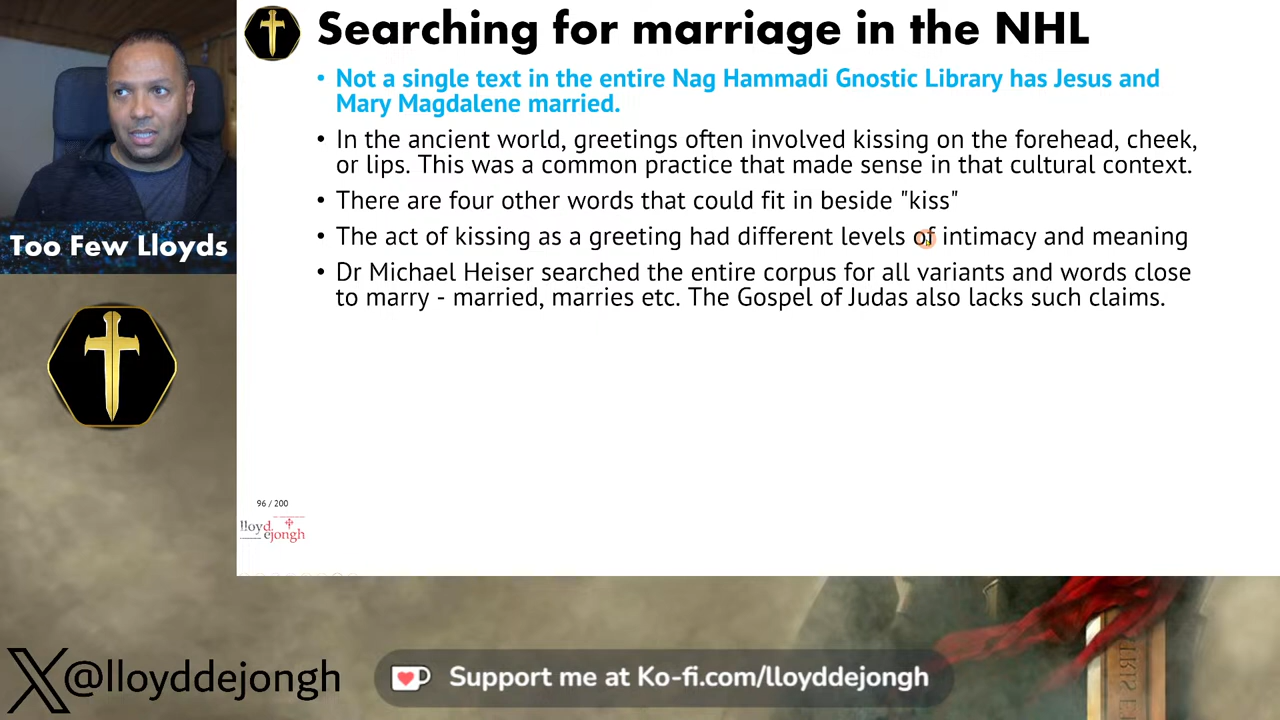 Searching for marriage in the NHL
• Not a single text in the entire Nag Hammadi Gnostic Library has Jesus and
Mary Magdalene married.
• In the ancient world, greetings often involved kissing on the forehead, cheek,
or lips. This was a common practice that made sense in that cultural context.
• There are four other words that could fit in beside "kiss"
• The act of kissing as a greeting had different levels of intimacy and meaning
• Dr Michael Heiser searched the entire corpus for all variants and words close
to marry - married, marries etc. The Gospel of Judas also lacks such claims.
Too Few Lloyds
96 / 200
lloyd
ejongh
X@lloyddejongh
Support me at Ko-fi.com/lloyddejongh